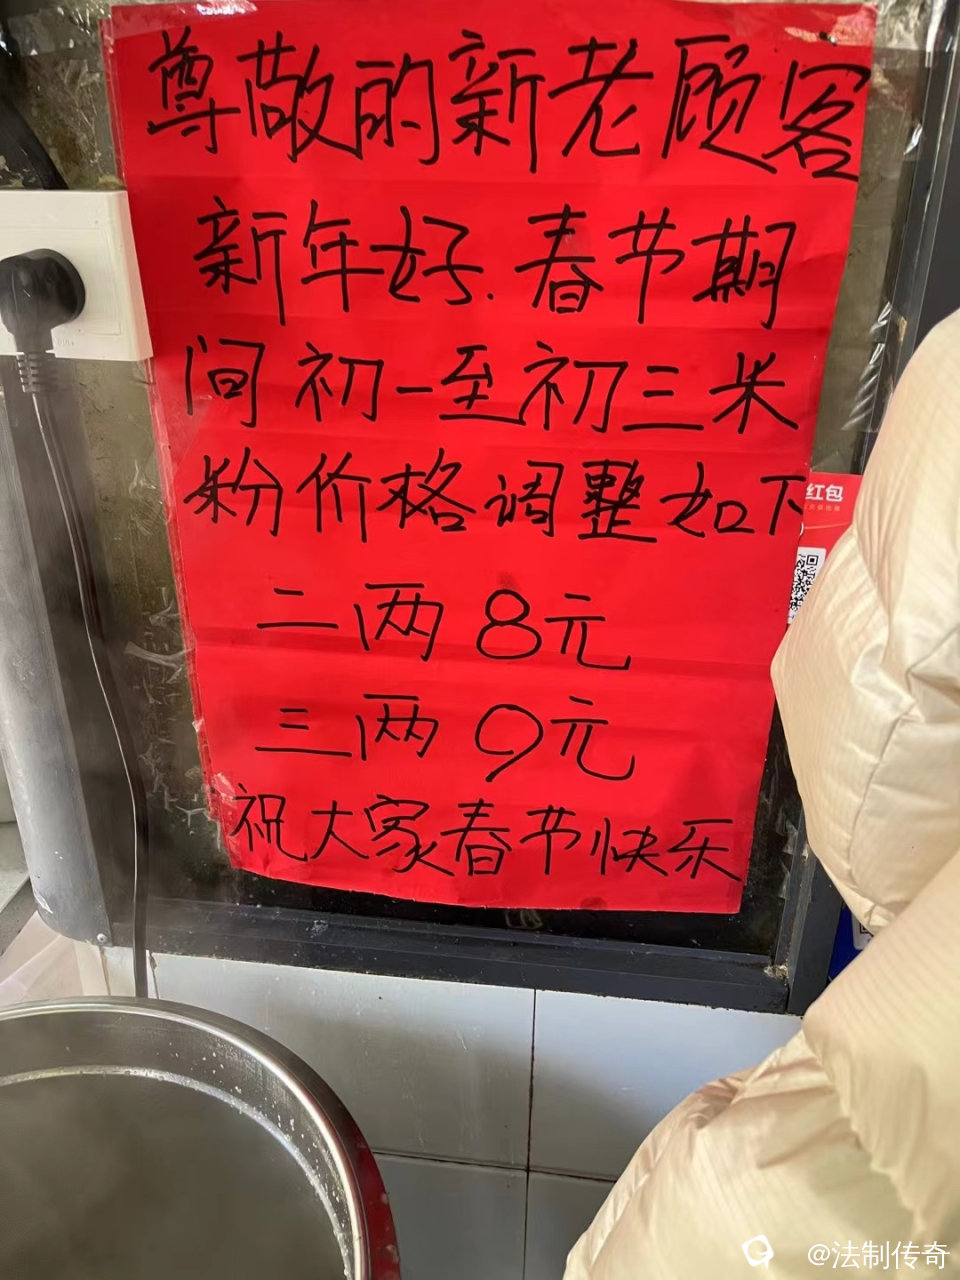 尊敬的新老顾客
新年好.春节期
间初一至初三米
粉价格调整如下
二两8元
三两9元
祝大家春节快乐
红包
@法制传奇